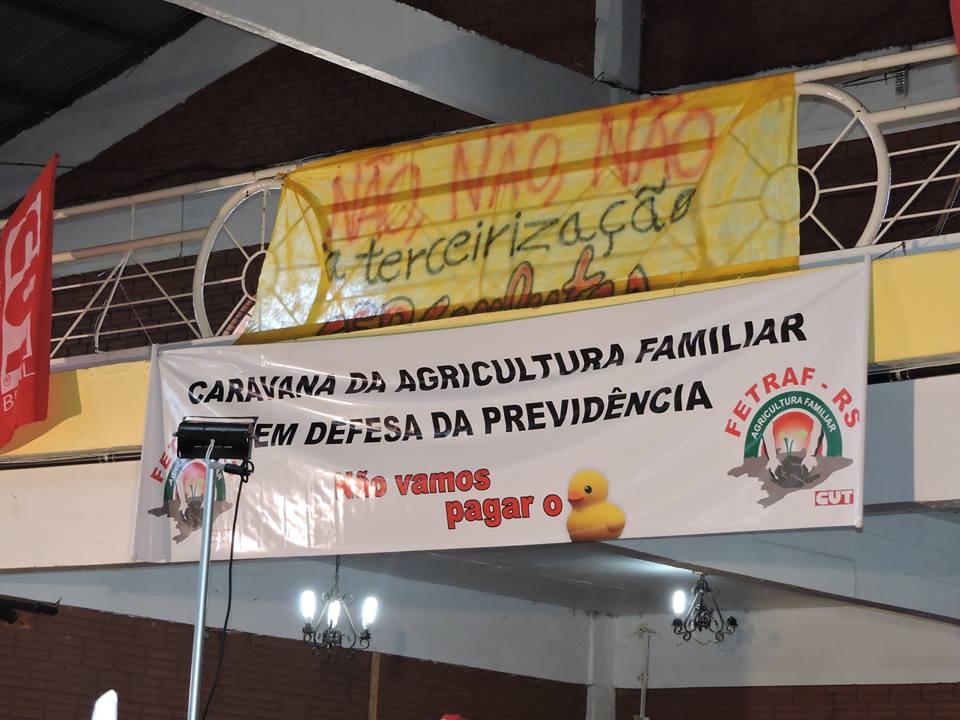 NÃO, NÃO, NÃO
à terceirização
CARAVANA DA AGRICULTURA FAMILIAR
EM DEFESA DA PREVIDÊNCIA
Não vamos
pagar o
FETRAF - RS
AGRICULTURA FAMILIAR
CUT